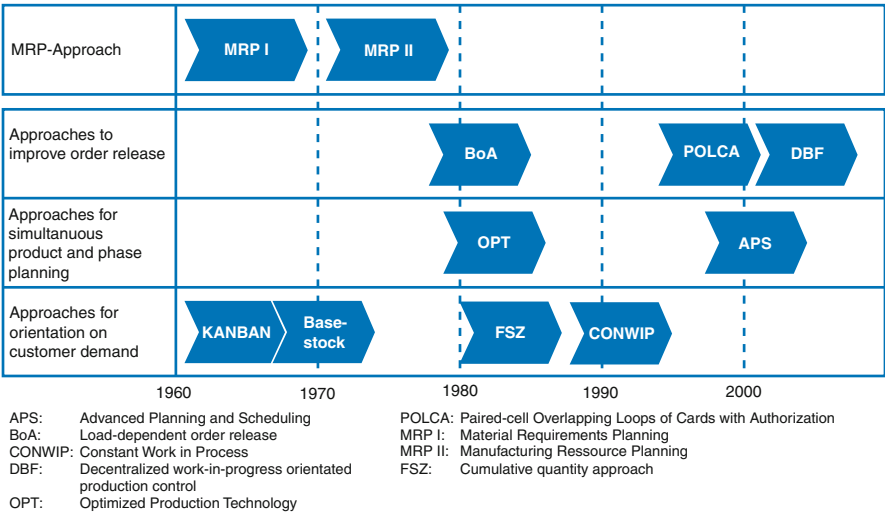 MRP-Approach
MRP I
MRP II
Approaches to
improve order release
BoA
POLCA
DBF
Approaches for
simultanuous
product and phase
planning
OPT
APS
Approaches for
orientation on
customer demand
KANBAN
Base-
stock
FSZ
CONWIP
1960
1970
1980
1990
2000
APS: Advanced Planning and Scheduling
BoA: Load-dependent order release
CONWIP: Constant Work in Process
DBF: Decentralized work-in-progress orientated
production control
OPT: Optimized Production Technology
POLCA: Paired-cell Overlapping Loops of Cards with Authorization
MRP I: Material Requirements Planning
MRP II: Manufacturing Ressource Planning
FSZ: Cumulative quantity approach